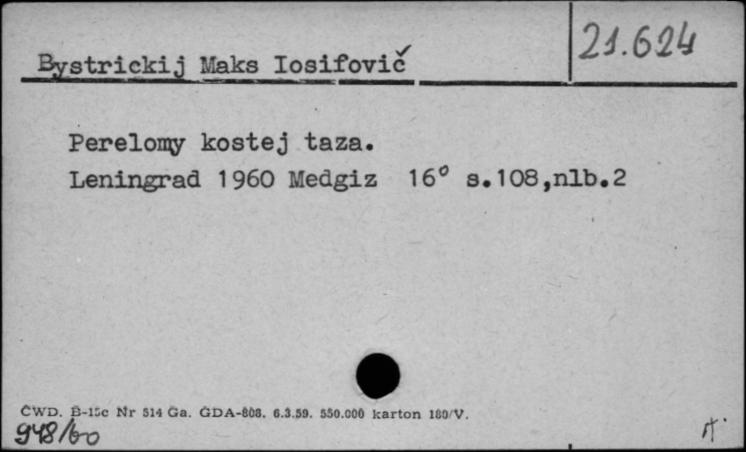 21.624
Bystrickij Maks Iosifović
Perelomy kostej taza.
Leningrad 1960 Medgiz 16° s.108,nlb.2
CWD. B-15c Nr 514 Ga. GDA-808. 6.3.59. 550.000 karton 180/V.
948/60